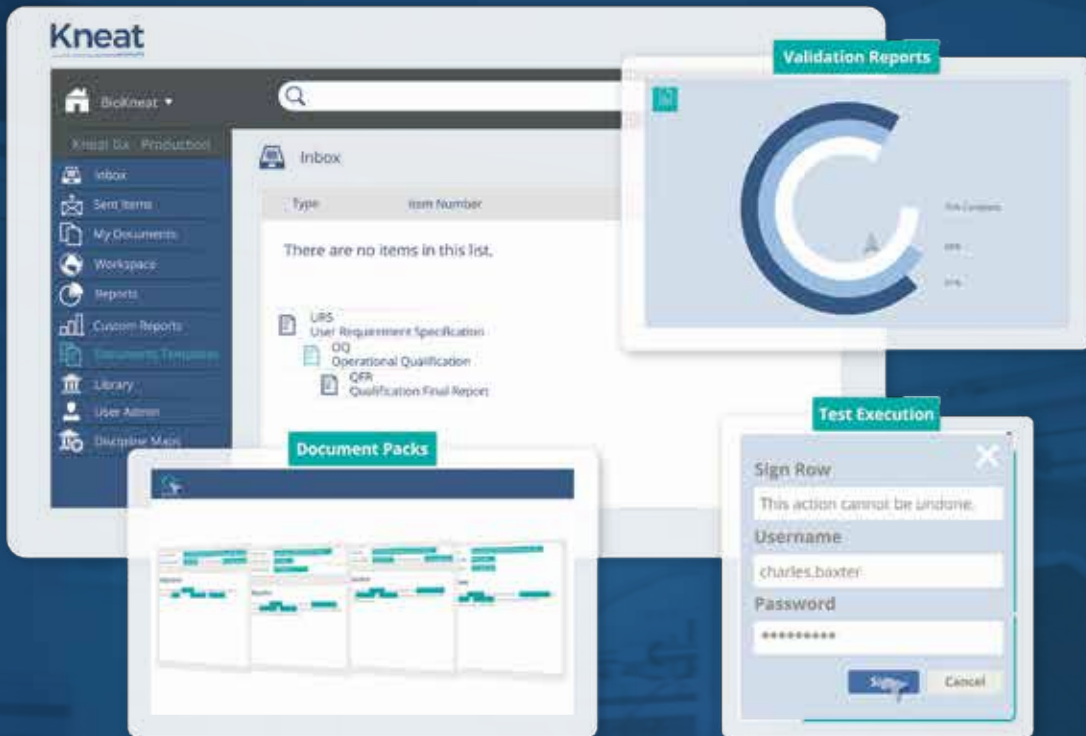 Kneat
BioKneat
Kneat Gx Production
Inbox
Sent Items
My Documents
Workspace
Reports
Custom Reports
Documents Templates
Library
User Admin
Discipline Maps
Inbox
Type Item Number
There are no items in this list.
URS
User Requirement Specification
OQ
Operational Qualification
QFR
Qualification Final Report
Validation Reports
Document Packs
Test Execution
Sign Row
This action cannot be undone.
Username
charles.baxter
Password
*********
Sign Cancel